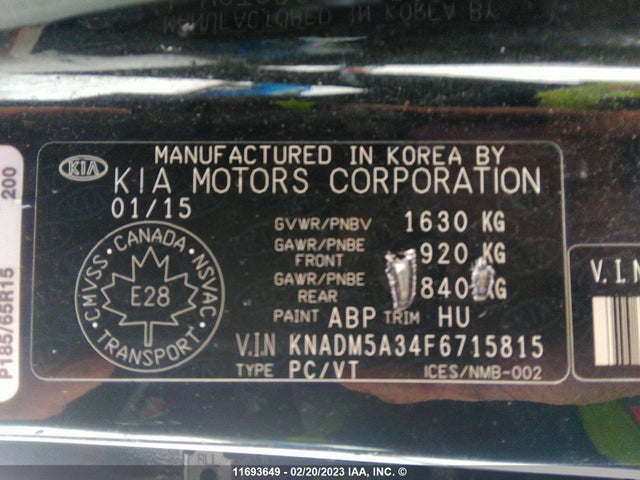 200
P185/65R15
KIA
MANUFACTURED IN KOREA BY
KIA MOTORS CORPORATION
01/15
GVWR/PNBV 1630 KG
GAWR/PNBE FRONT 920 KG
GAWR/PNBE REAR 840 KG
CANADA
CMVSS NSVAC
E28
TRANSPORT
PAINT ABP TRIM HU
V.I.N KNADM5A34F6715815
TYPE PC/VT ICES/NMB-002
V.I.N
RLL
11693649 - 02/20/2023 IAA, INC. ©